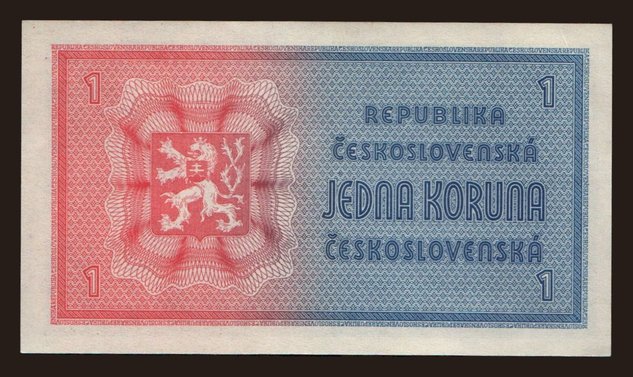 1 1
REPUBLIKA
ČESKOSLOVENSKÁ
JEDNA KORUNA
ČESKOSLOVENSKÁ
1 1